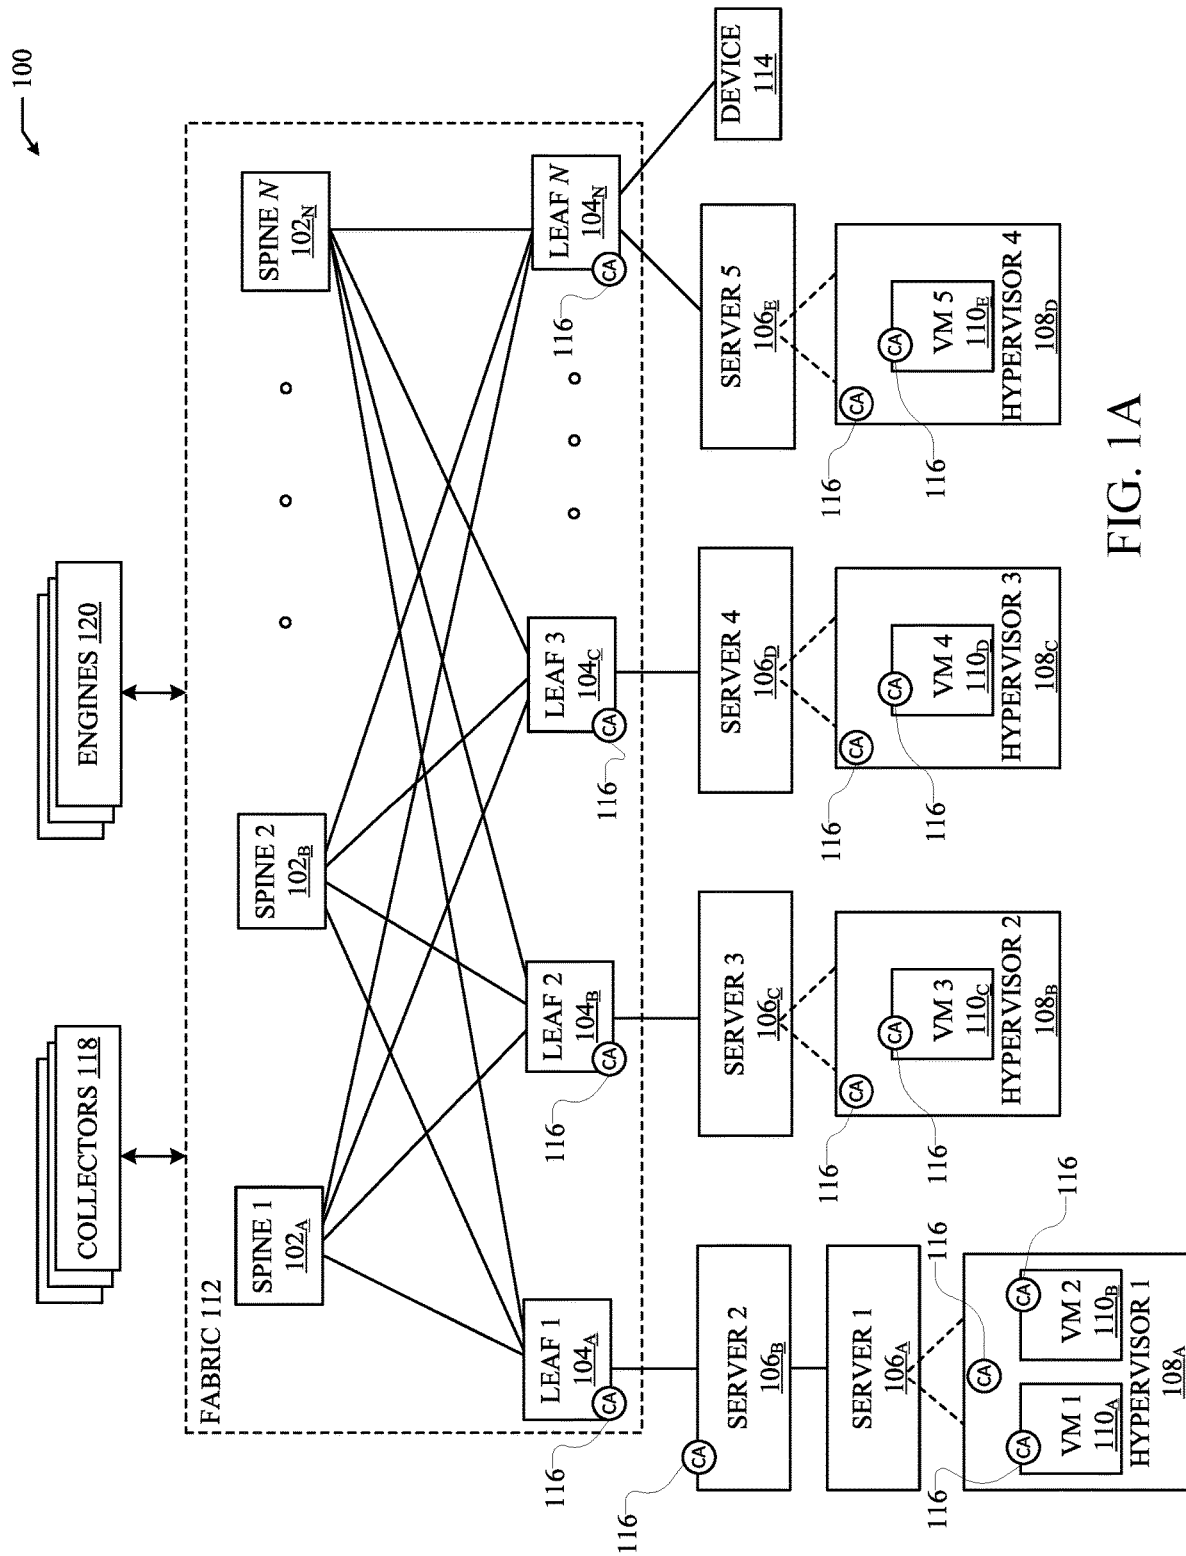 100
COLLECTORS 118
ENGINES 120
FABRIC 112
SPINE 1
102A
SPINE 2
102B
SPINE N
102N
LEAF 1
104A
CA
116
LEAF 2
104B
CA
116
LEAF 3
104C
CA
116
LEAF N
104N
CA
116
SERVER 2
106B
CA
116
SERVER 3
106C
SERVER 4
106D
SERVER 5
106E
DEVICE
114
SERVER 1
106A
CA
116
CA
116
VM 3
110C
HYPERVISOR 2
108B
CA
116
CA
116
VM 4
110D
HYPERVISOR 3
108C
CA
116
CA
116
VM 5
110E
HYPERVISOR 4
108D
CA
116
CA
116
CA
116
VM 1
110A
VM 2
110B
HYPERVISOR 1
108A
FIG. 1A